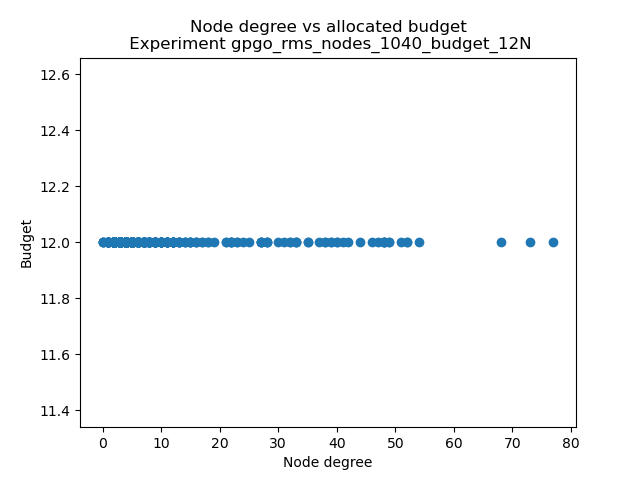 Node degree vs allocated budget
Experiment gpgo_rms_nodes_1040_budget_12N
12.6
12.4
12.2
12.0
11.8
11.6
11.4
Budget
0 10 20 30 40 50 60 70 80
Node degree